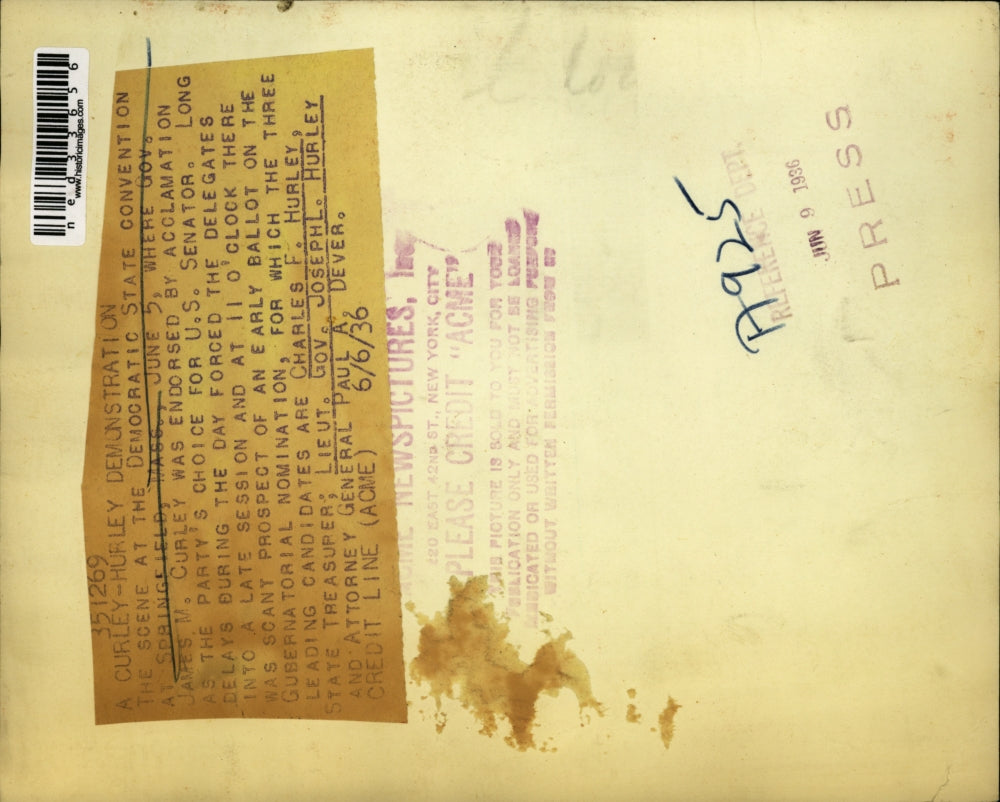 351269
A CURLEY-HURLEY DEMONSTRATION
THE SCENE AT THE DEMOCRATIC STATE CONVENTION
AT SPRINGFIELD, MASS., JUNE 5, WHERE GOV.
JAMES M. CURLEY WAS ENDORSED BY ACCLAMATION
AS THE PARTY'S CHOICE FOR U.S. SENATOR. LONG
DELAYS DURING THE DAY FORCED THE DELEGATES
INTO A LATE SESSION AND AT 11 O'CLOCK THERE
WAS SCANT PROSPECT OF AN EARLY BALLOT ON THE
GUBERNATORIAL NOMINATION, FOR WHICH THE THREE
LEADING CANDIDATES ARE CHARLES F. HURLEY,
STATE TREASURER, LIEUT. GOV. JOSEPH L. HURLEY
AND ATTORNEY GENERAL PAUL A. DEVER.
CREDIT LINE (ACME) 6/6/36
ACME NEWSPICTURES, Inc.
220 EAST 42ND ST., NEW YORK, CITY
PLEASE CREDIT "ACME"
THIS PICTURE IS SOLD TO YOU FOR YOUR
PUBLICATION ONLY AND MUST NOT BE LOANED
SYNDICATED OR USED FOR ADVERTISING PURPOSE
WITHOUT WRITTEN PERMISSION FROM US
ned33656
www.historicimages.com
A925
REFERENCE DEPT.
JUN 9 1936
PRESS